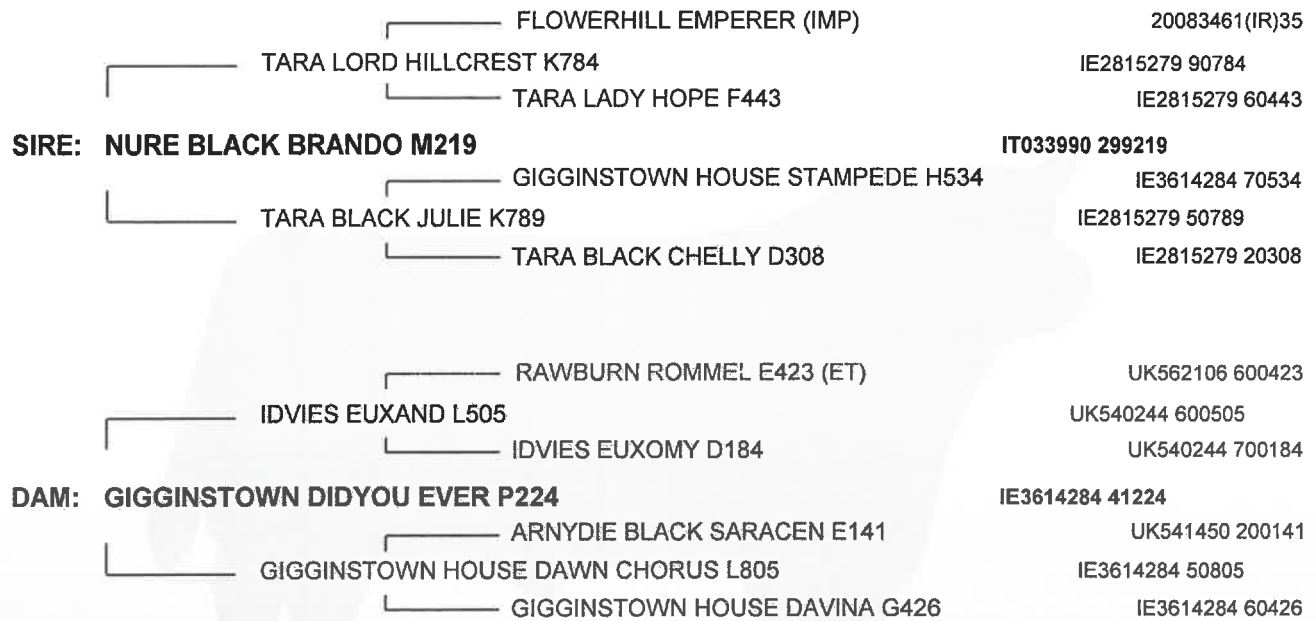 FLOWERHILL EMPERER (IMP) 20083461(IR)35
TARA LORD HILLCREST K784 IE2815279 90784
TARA LADY HOPE F443 IE2815279 60443
SIRE: NURE BLACK BRANDO M219 IT033990 299219
GIGGINSTOWN HOUSE STAMPEDE H534 IE3614284 70534
TARA BLACK JULIE K789 IE2815279 50789
TARA BLACK CHELLY D308 IE2815279 20308
RAWBURN ROMMEL E423 (ET) UK562106 600423
IDVIES EUXAND L505 UK540244 600505
IDVIES EUXOMY D184 UK540244 700184
DAM: GIGGINSTOWN DIDYOU EVER P224 IE3614284 41224
ARNYDIE BLACK SARACEN E141 UK541450 200141
GIGGINSTOWN HOUSE DAWN CHORUS L805 IE3614284 50805
GIGGINSTOWN HOUSE DAVINA G426 IE3614284 60426